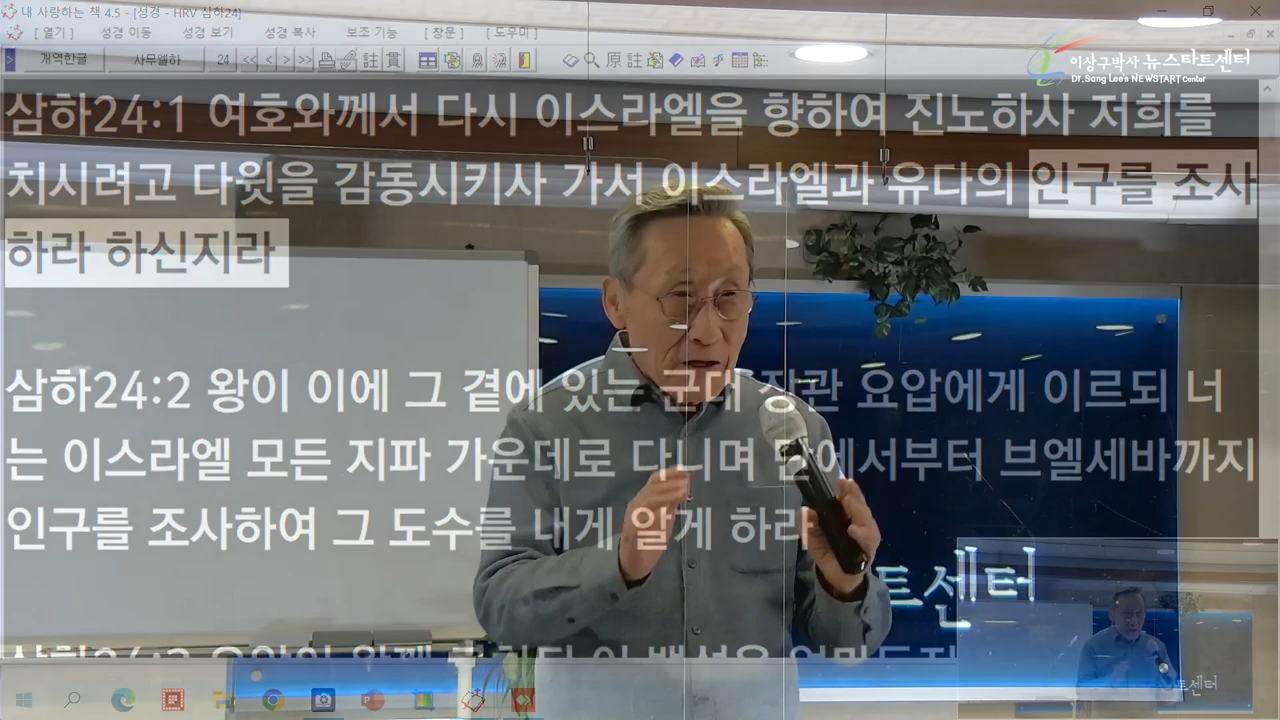 내 사랑하는 책 4.5 - [성경 - HRV 삼하24]
[ 열기 ] 성경 이동 성경 보기 성경 복사 보조 기능 [ 창문 ] [ 도우미 ]
개역한글 사무엘하 24 << < > >> 註 貫 原 註
이상구박사 뉴스타트센터
Dr.Sang Lee's NEWSTART Center
삼하24:1 여호와께서 다시 이스라엘을 향하여 진노하사 저희를
치시려고 다윗을 감동시키사 가서 이스라엘과 유다의 인구를 조사
하라 하신지라
삼하24:2 왕이 이에 그 곁에 있는 군대 장관 요압에게 이르되 너
는 이스라엘 모든 지파 가운데로 다니며 단에서부터 브엘세바까지
인구를 조사하여 그 도수를 내게 알게 하라
트센터
트센터